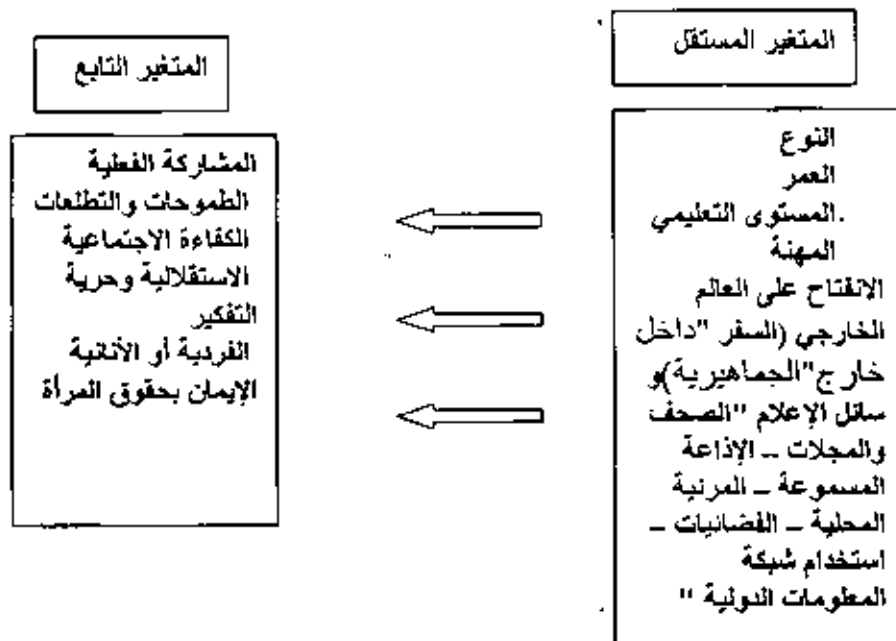 المتغير المستقل
النوع
العمر
.المستوى التعليمي
المهنة
الانفتاح على العالم
الخارجي (السفر "داخل
خارج"الجماهيرية)و
سائل الإعلام "الصحف
والمجلات – الإذاعة
المسموعة – المرئية
المحلية – الفضائيات –
استخدام شبكة
المعلومات الدولية "
المتغير التابع
المشاركة الفعلية
الطموحات والتطلعات
الكفاءة الاجتماعية
الاستقلالية وحرية
التفكير
الفردية أو الأنانية
الإيمان بحقوق المرأة